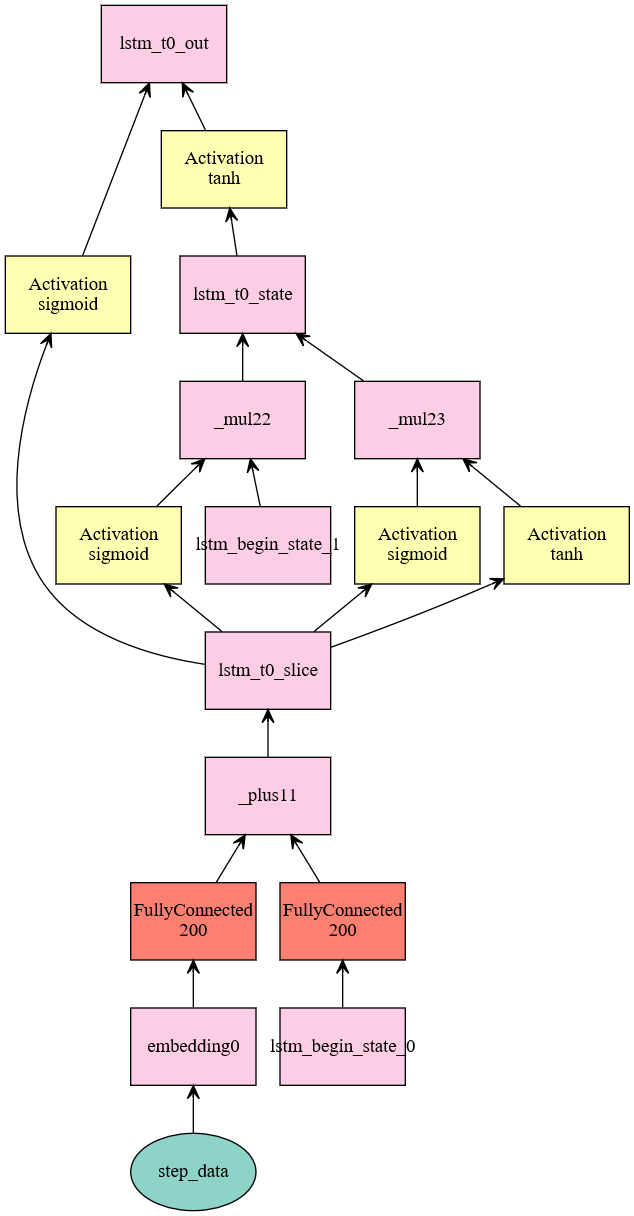 lstm_t0_out
Activation
tanh
Activation
sigmoid
lstm_t0_state
_mul22
_mul23
Activation
sigmoid
lstm_begin_state_1
Activation
sigmoid
Activation
tanh
lstm_t0_slice
_plus11
FullyConnected
200
FullyConnected
200
embedding0
lstm_begin_state_0
step_data